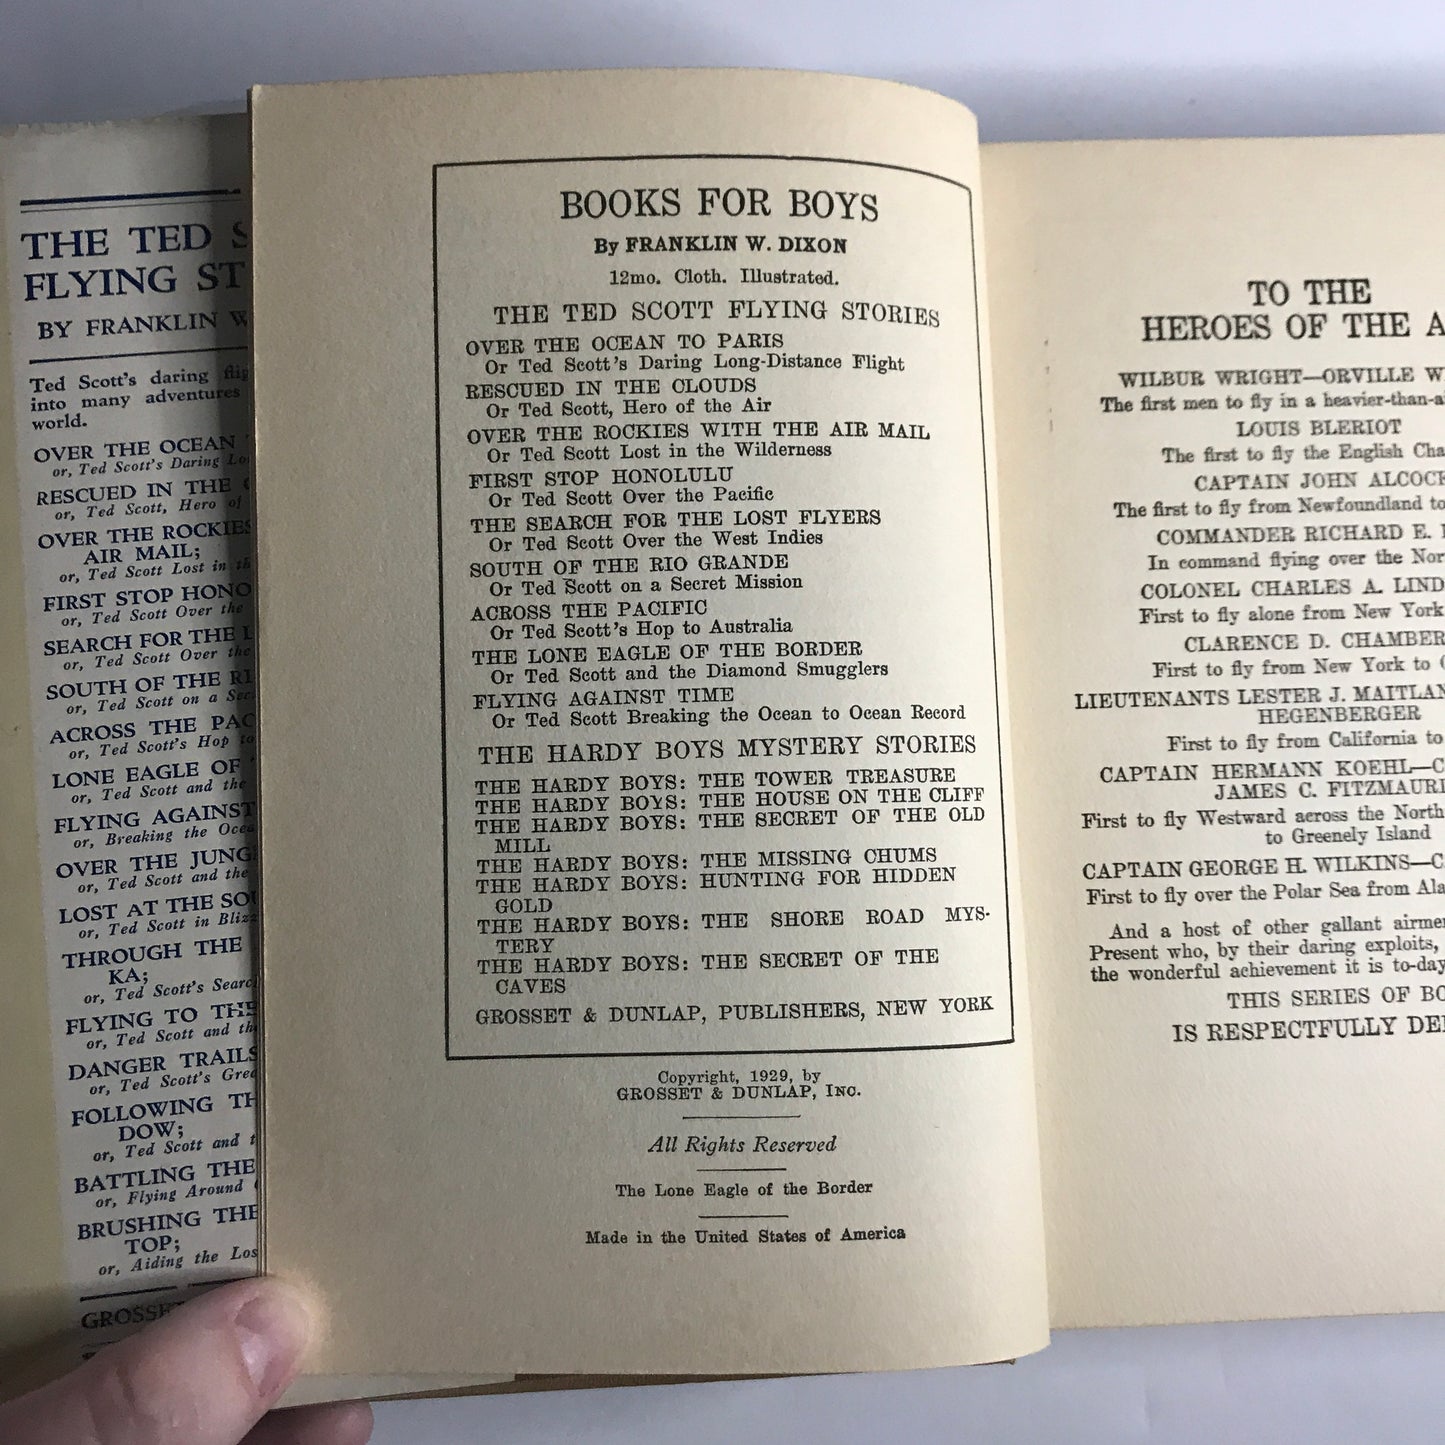 THE TED
FLYING ST
BY FRANKLIN W
Ted Scott's daring flig
into many adventures
world.
OVER THE OCEAN
or, Ted Scott's Daring Lo
RESCUED IN THE C
or, Ted Scott, Hero of
OVER THE ROCKIES
AIR MAIL;
or, Ted Scott Lost in th
FIRST STOP HONO
or, Ted Scott Over the
SEARCH FOR THE L
or, Ted Scott Over the
SOUTH OF THE RI
or, Ted Scott on a Sec
ACROSS THE PAC
or, Ted Scott's Hop to
LONE EAGLE OF
or, Ted Scott and the
FLYING AGAINST
or, Breaking the Ocea
OVER THE JUNG
or, Ted Scott and the
LOST AT THE SOU
or, Ted Scott in Bliz
THROUGH THE
KA;
or, Ted Scott's Searc
FLYING TO THE
or, Ted Scott and th
DANGER TRAILS
or, Ted Scott's Grea
FOLLOWING TH
DOW;
or, Ted Scott and t
BATTLING THE
or, Flying Around
BRUSHING THE
TOP;
or, Aiding the Los
GROSSET
BOOKS FOR BOYS
By FRANKLIN W. DIXON
12mo. Cloth. Illustrated.
THE TED SCOTT FLYING STORIES
OVER THE OCEAN TO PARIS
Or Ted Scott's Daring Long-Distance Flight
RESCUED IN THE CLOUDS
Or Ted Scott, Hero of the Air
OVER THE ROCKIES WITH THE AIR MAIL
Or Ted Scott Lost in the Wilderness
FIRST STOP HONOLULU
Or Ted Scott Over the Pacific
THE SEARCH FOR THE LOST FLYERS
Or Ted Scott Over the West Indies
SOUTH OF THE RIO GRANDE
Or Ted Scott on a Secret Mission
ACROSS THE PACIFIC
Or Ted Scott's Hop to Australia
THE LONE EAGLE OF THE BORDER
Or Ted Scott and the Diamond Smugglers
FLYING AGAINST TIME
Or Ted Scott Breaking the Ocean to Ocean Record
THE HARDY BOYS MYSTERY STORIES
THE HARDY BOYS: THE TOWER TREASURE
THE HARDY BOYS: THE HOUSE ON THE CLIFF
THE HARDY BOYS: THE SECRET OF THE OLD
MILL
THE HARDY BOYS: THE MISSING CHUMS
THE HARDY BOYS: HUNTING FOR HIDDEN
GOLD
THE HARDY BOYS: THE SHORE ROAD MYS-
TERY
THE HARDY BOYS: THE SECRET OF THE
CAVES
GROSSET & DUNLAP, PUBLISHERS, NEW YORK
Copyright, 1929, by
GROSSET & DUNLAP, INC.
All Rights Reserved
The Lone Eagle of the Border
Made in the United States of America
TO THE
HEROES OF THE A
WILBUR WRIGHT—ORVILLE W
The first men to fly in a heavier-than-a
LOUIS BLERIOT
The first to fly the English Cha
CAPTAIN JOHN ALCOCK
The first to fly from Newfoundland to
COMMANDER RICHARD E.
In command flying over the Nor
COLONEL CHARLES A. LIND
First to fly alone from New York
CLARENCE D. CHAMBER
First to fly from New York to
LIEUTENANTS LESTER J. MAITLAN
HEGENBERGER
First to fly from California to
CAPTAIN HERMANN KOEHL—C
JAMES C. FITZMAURI
First to fly Westward across the North
to Greenely Island
CAPTAIN GEORGE H. WILKINS—C
First to fly over the Polar Sea from Ala
And a host of other gallant airme
Present who, by their daring exploits,
the wonderful achievement it is to-day
THIS SERIES OF BO
IS RESPECTFULLY DE